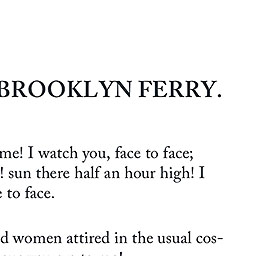 BROOKLYN FERRY.
me! I watch you, face to face;
! sun there half an hour high! I
e to face.
d women attired in the usual cos-